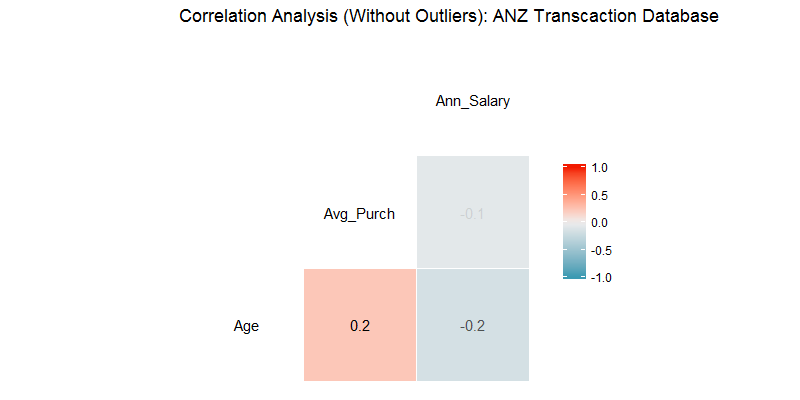 Correlation Analysis (Without Outliers): ANZ Transcaction Database
Ann_Salary
1.0
0.5
0.0
-0.5
-1.0
Avg_Purch
-0.1
Age
0.2
-0.2